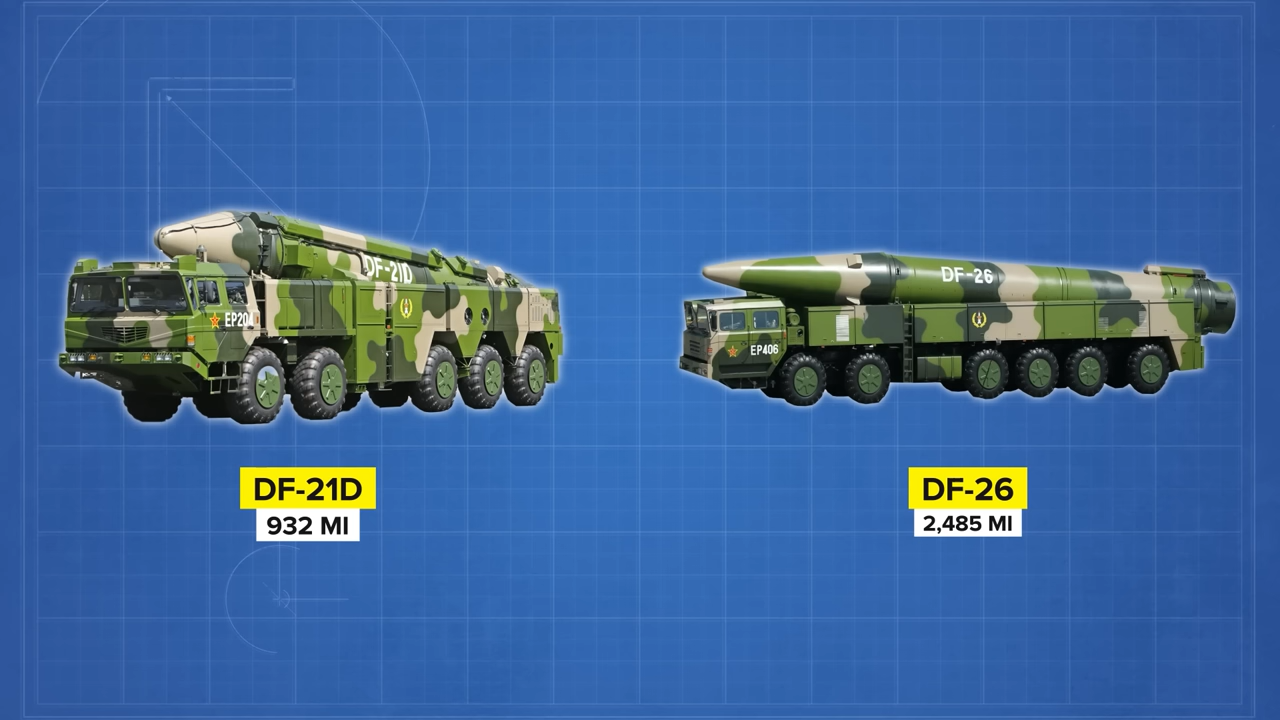 DF-21D
EP204
DF-26
EP406
DF-21D
932 MI
DF-26
2,485 MI